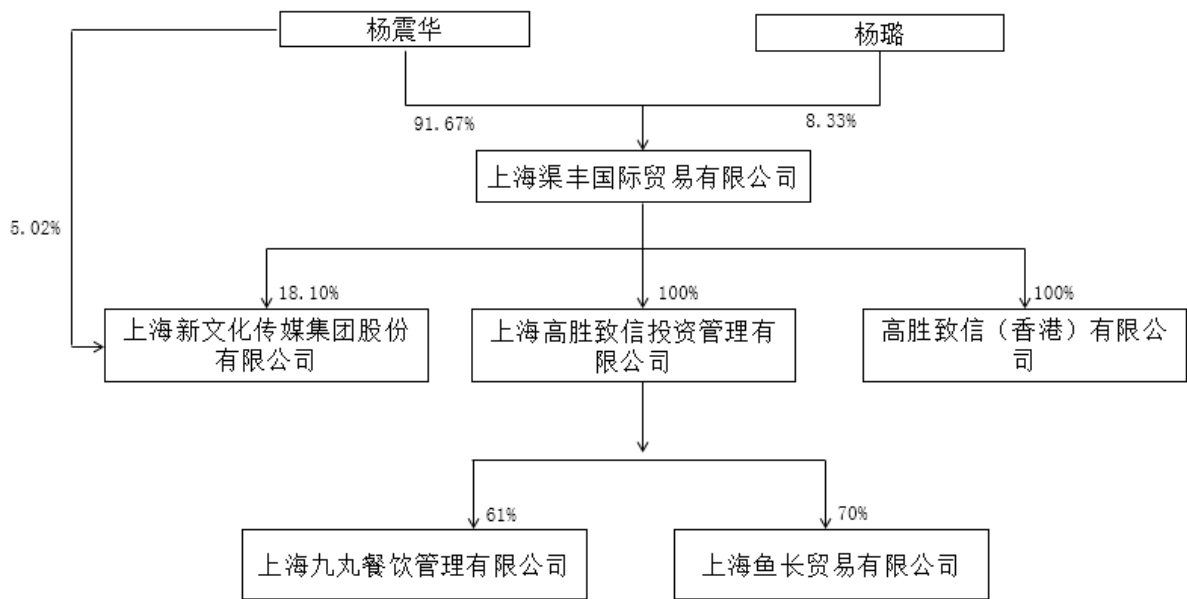 杨震华
杨璐
91.67%
8.33%
上海渠丰国际贸易有限公司
5.02%
18.10%
100%
100%
上海新文化传媒集团股份
有限公司
上海高胜致信投资管理有
限公司
高胜致信（香港）有限公
司
61%
70%
上海九丸餐饮管理有限公司
上海鱼长贸易有限公司